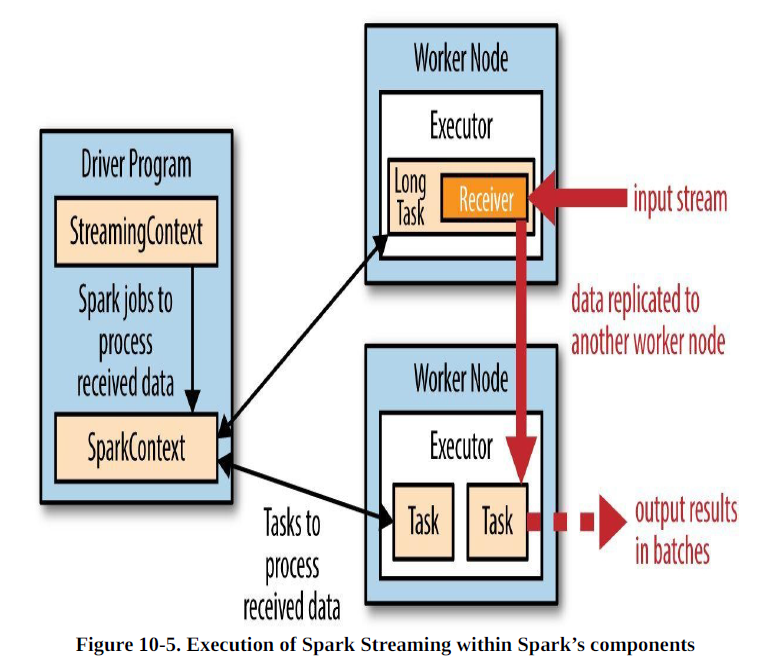 Driver Program
StreamingContext
Spark jobs to
process
received data
SparkContext
Worker Node
Executor
Long
Task
Receiver
input stream
data replicated to
another worker node
Worker Node
Executor
Task
Task
output results
in batches
Tasks to
process
received data
Figure 10-5. Execution of Spark Streaming within Spark’s components